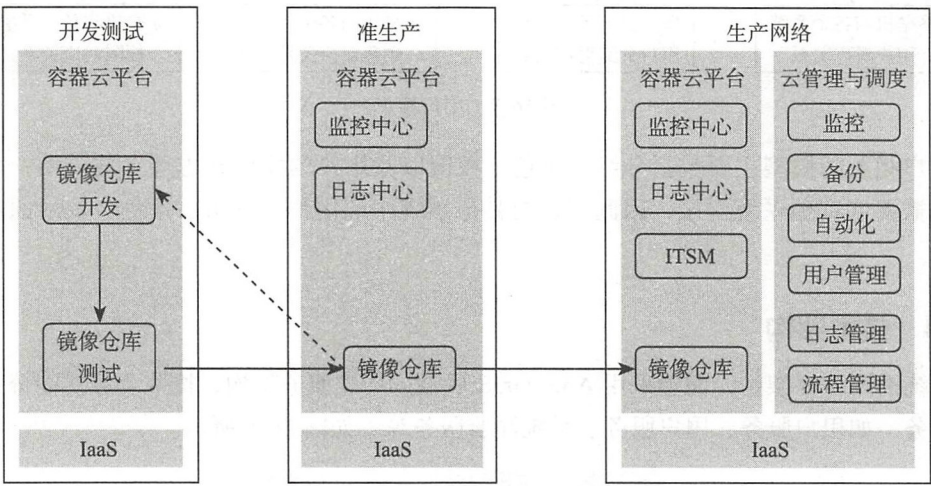 开发测试
容器云平台
镜像仓库
开发
镜像仓库
测试
IaaS
准生产
容器云平台
监控中心
日志中心
镜像仓库
IaaS
生产网络
容器云平台
监控中心
日志中心
ITSM
镜像仓库
云管理与调度
监控
备份
自动化
用户管理
日志管理
流程管理
IaaS